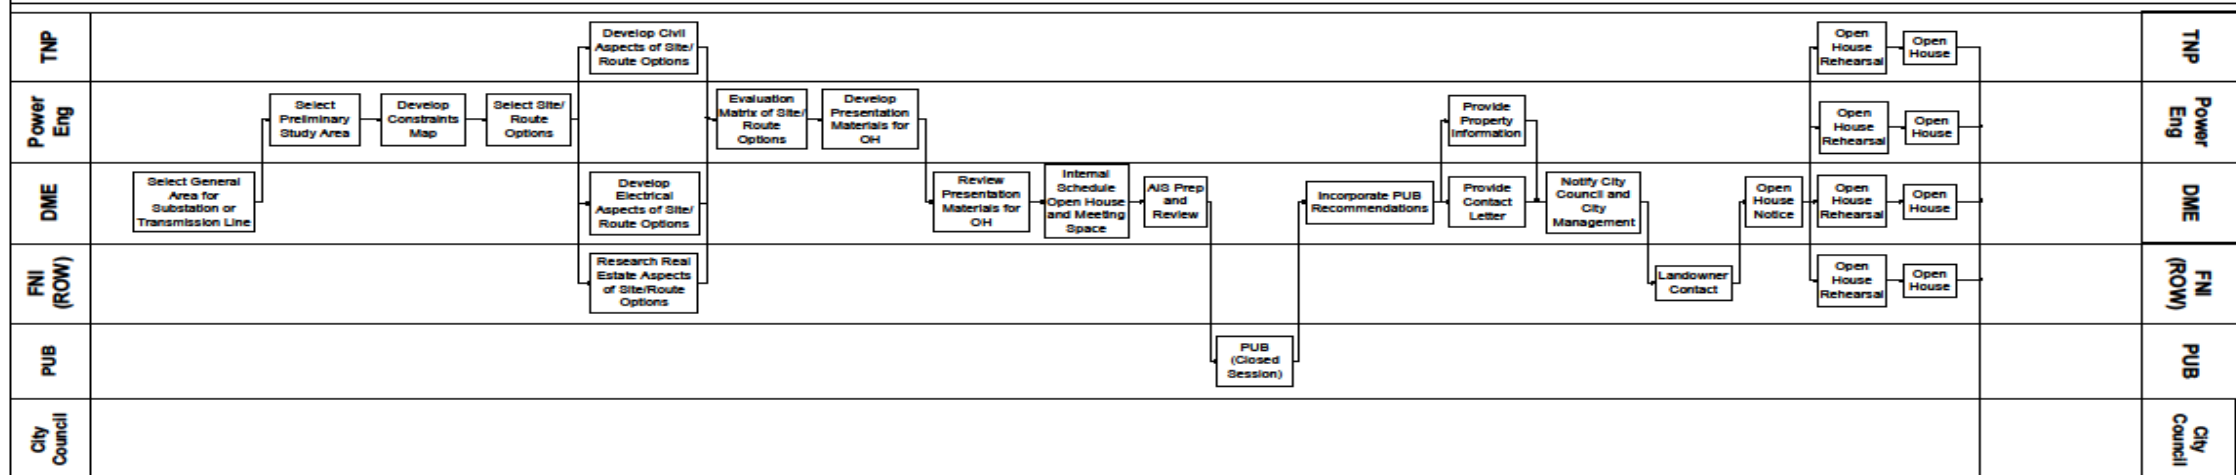 TNP
Develop Civil
Aspects of Site/
Route Options
Open
House
Rehearsal
Open
House
TNP
Power
Eng
Select
Preliminary
Study Area
Develop
Constraints
Map
Select Site/
Route
Options
Evaluation
Matrix of Site/
Route
Options
Develop
Presentation
Materials for
OH
Provide
Property
Information
Open
House
Rehearsal
Open
House
Power
Eng
DME
Select General
Area for
Substation or
Transmission Line
Develop
Electrical
Aspects of Site/
Route Options
Review
Presentation
Materials for
OH
Internal
Schedule
Open House
and Meeting
Space
AIS Prep
and
Review
Incorporate PUB
Recommendations
Provide
Contact
Letter
Notify City
Council and
City
Management
Open
House
Notice
Open
House
Rehearsal
Open
House
DME
FNI
(ROW)
Research Real
Estate Aspects
of Site/Route
Options
Landowner
Contact
Open
House
Rehearsal
Open
House
FNI
(ROW)
PUB
PUB
(Closed
Session)
PUB
City
Council
City
Council